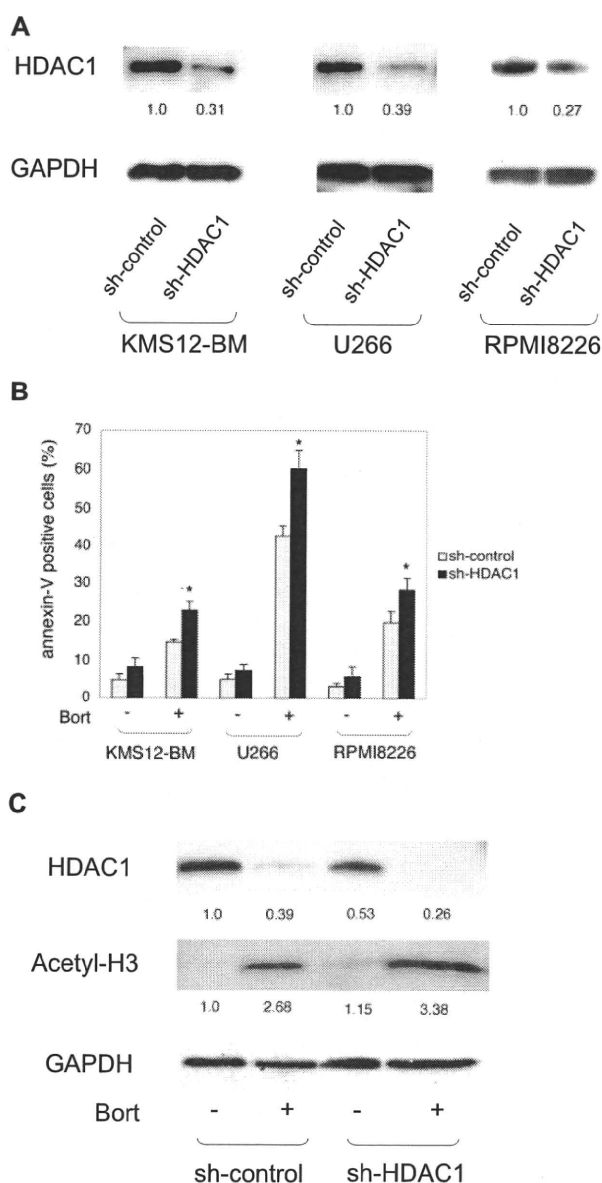 A
HDAC1
1.0 0.31 1.0 0.39 1.0 0.27
GAPDH
sh-control sh-HDAC1 sh-control sh-HDAC1 sh-control sh-HDAC1
KMS12-BM U266 RPMI8226
B
annexin-V positive cells (%)
70
60
50
40
30
20
10
0
* * *
sh-control
sh-HDAC1
Bort - + - + - +
KMS12-BM U266 RPMI8226
C
HDAC1
1.0 0.39 0.53 0.26
Acetyl-H3
1.0 2.68 1.15 3.38
GAPDH
Bort - + - +
sh-control sh-HDAC1